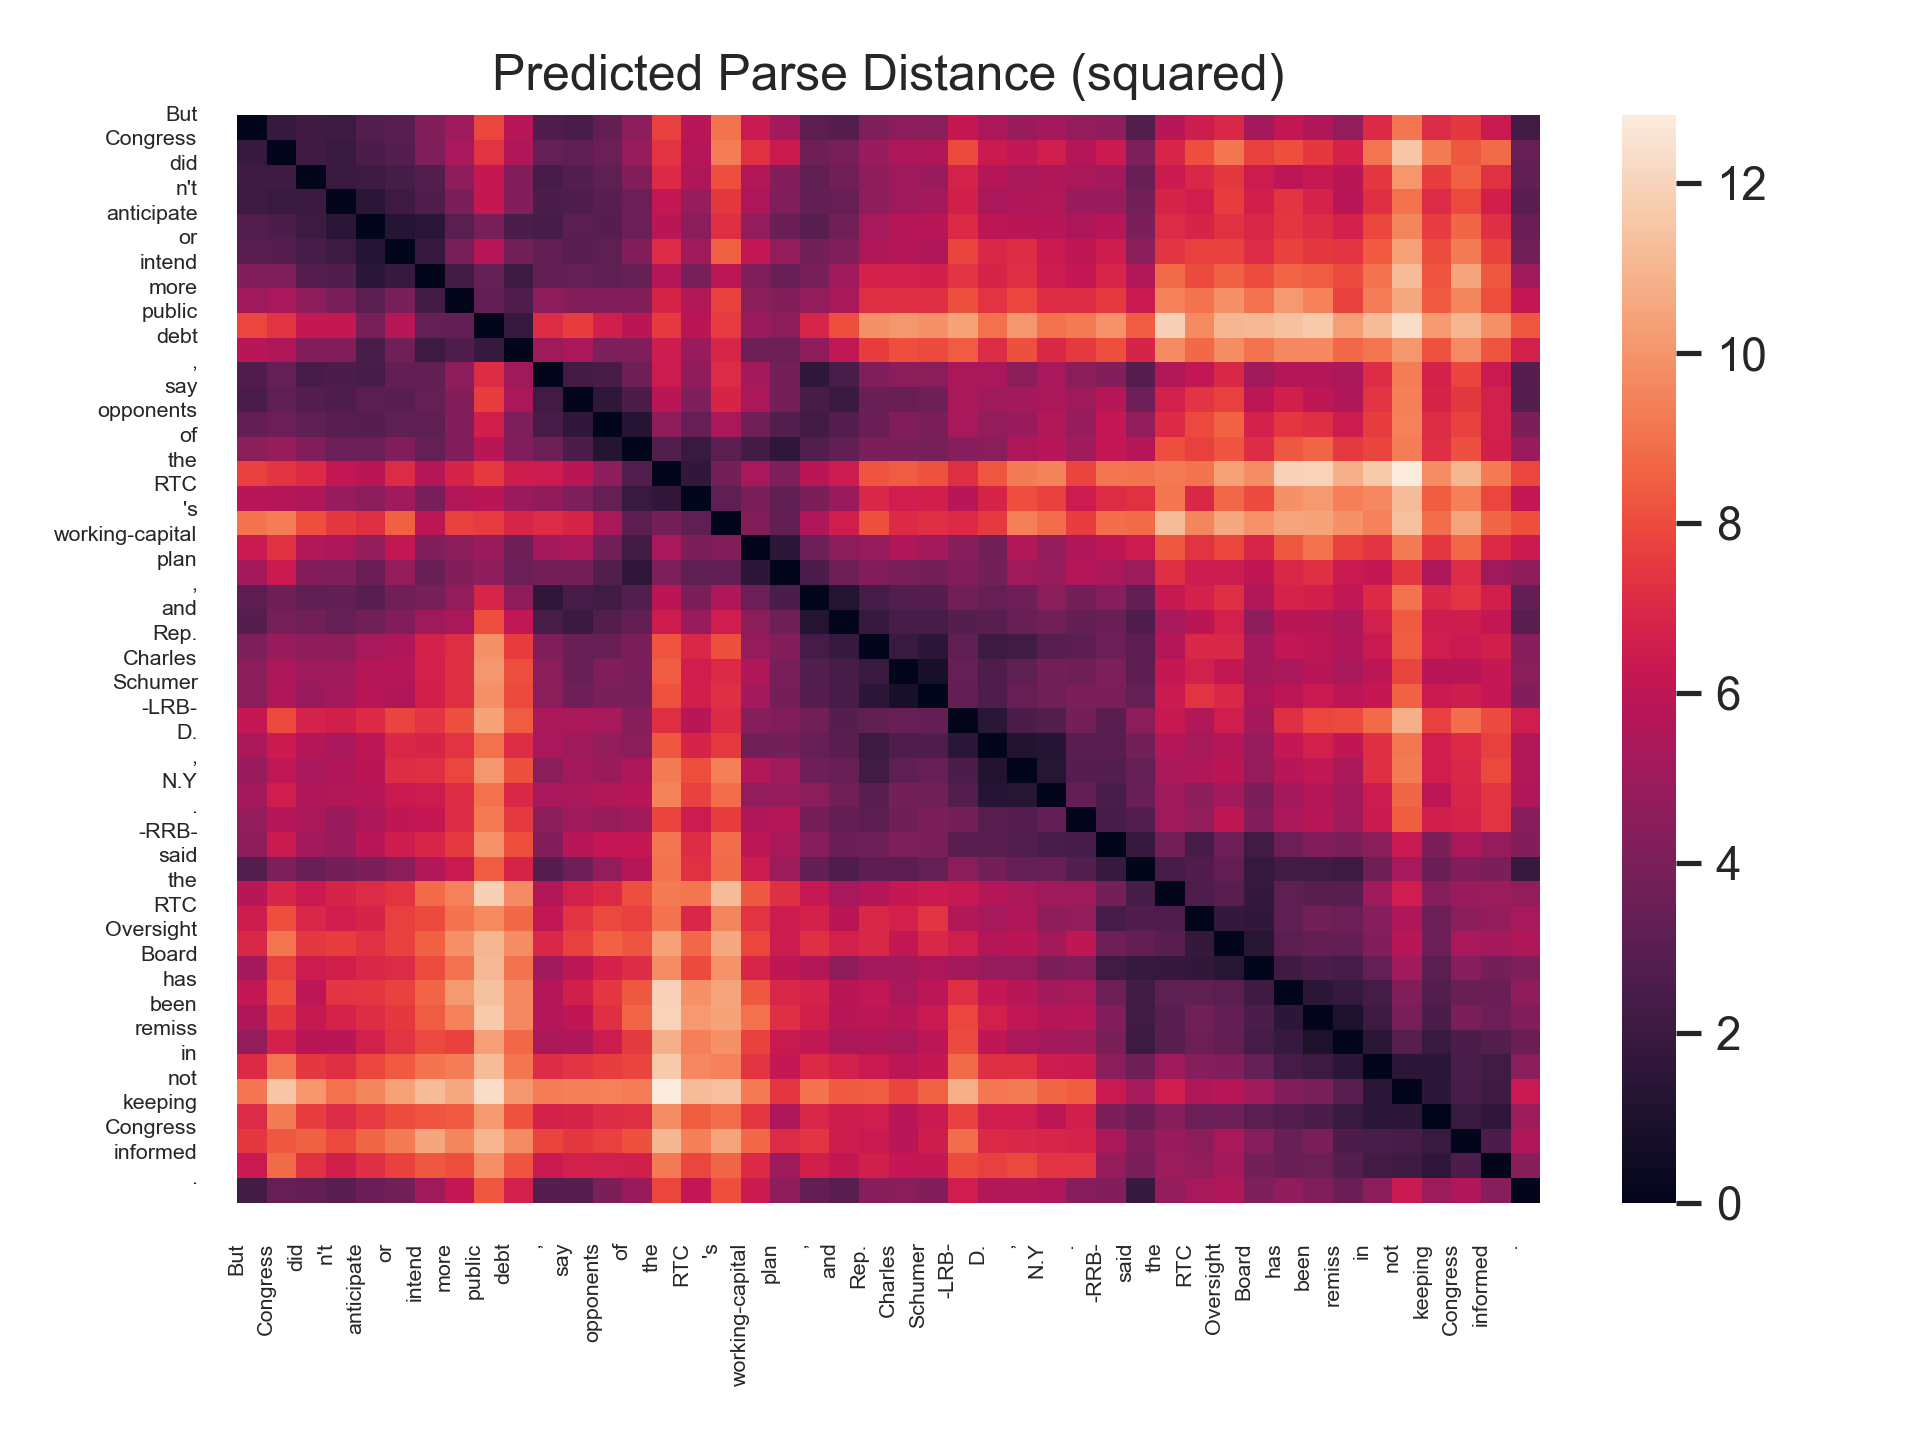 Predicted Parse Distance (squared)
But
Congress
did
n't
anticipate
or
intend
more
public
debt
,
say
opponents
of
the
RTC
's
working-capital
plan
,
and
Rep.
Charles
Schumer
-LRB-
D.
,
N.Y
.
-RRB-
said
the
RTC
Oversight
Board
has
been
remiss
in
not
keeping
Congress
informed
.
12
10
8
6
4
2
0
But
Congress
did
n't
anticipate
or
intend
more
public
debt
,
say
opponents
of
the
RTC
's
working-capital
plan
,
and
Rep.
Charles
Schumer
-LRB-
D.
,
N.Y
.
-RRB-
said
the
RTC
Oversight
Board
has
been
remiss
in
not
keeping
Congress
informed
.